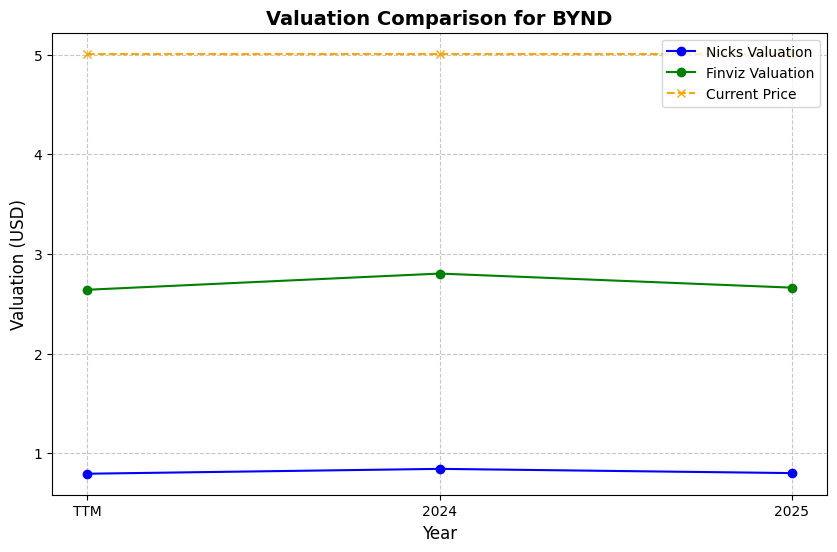 Valuation Comparison for BYND
Nicks Valuation
Finviz Valuation
Current Price
5
4
3
2
1
Valuation (USD)
TTM
2024
2025
Year